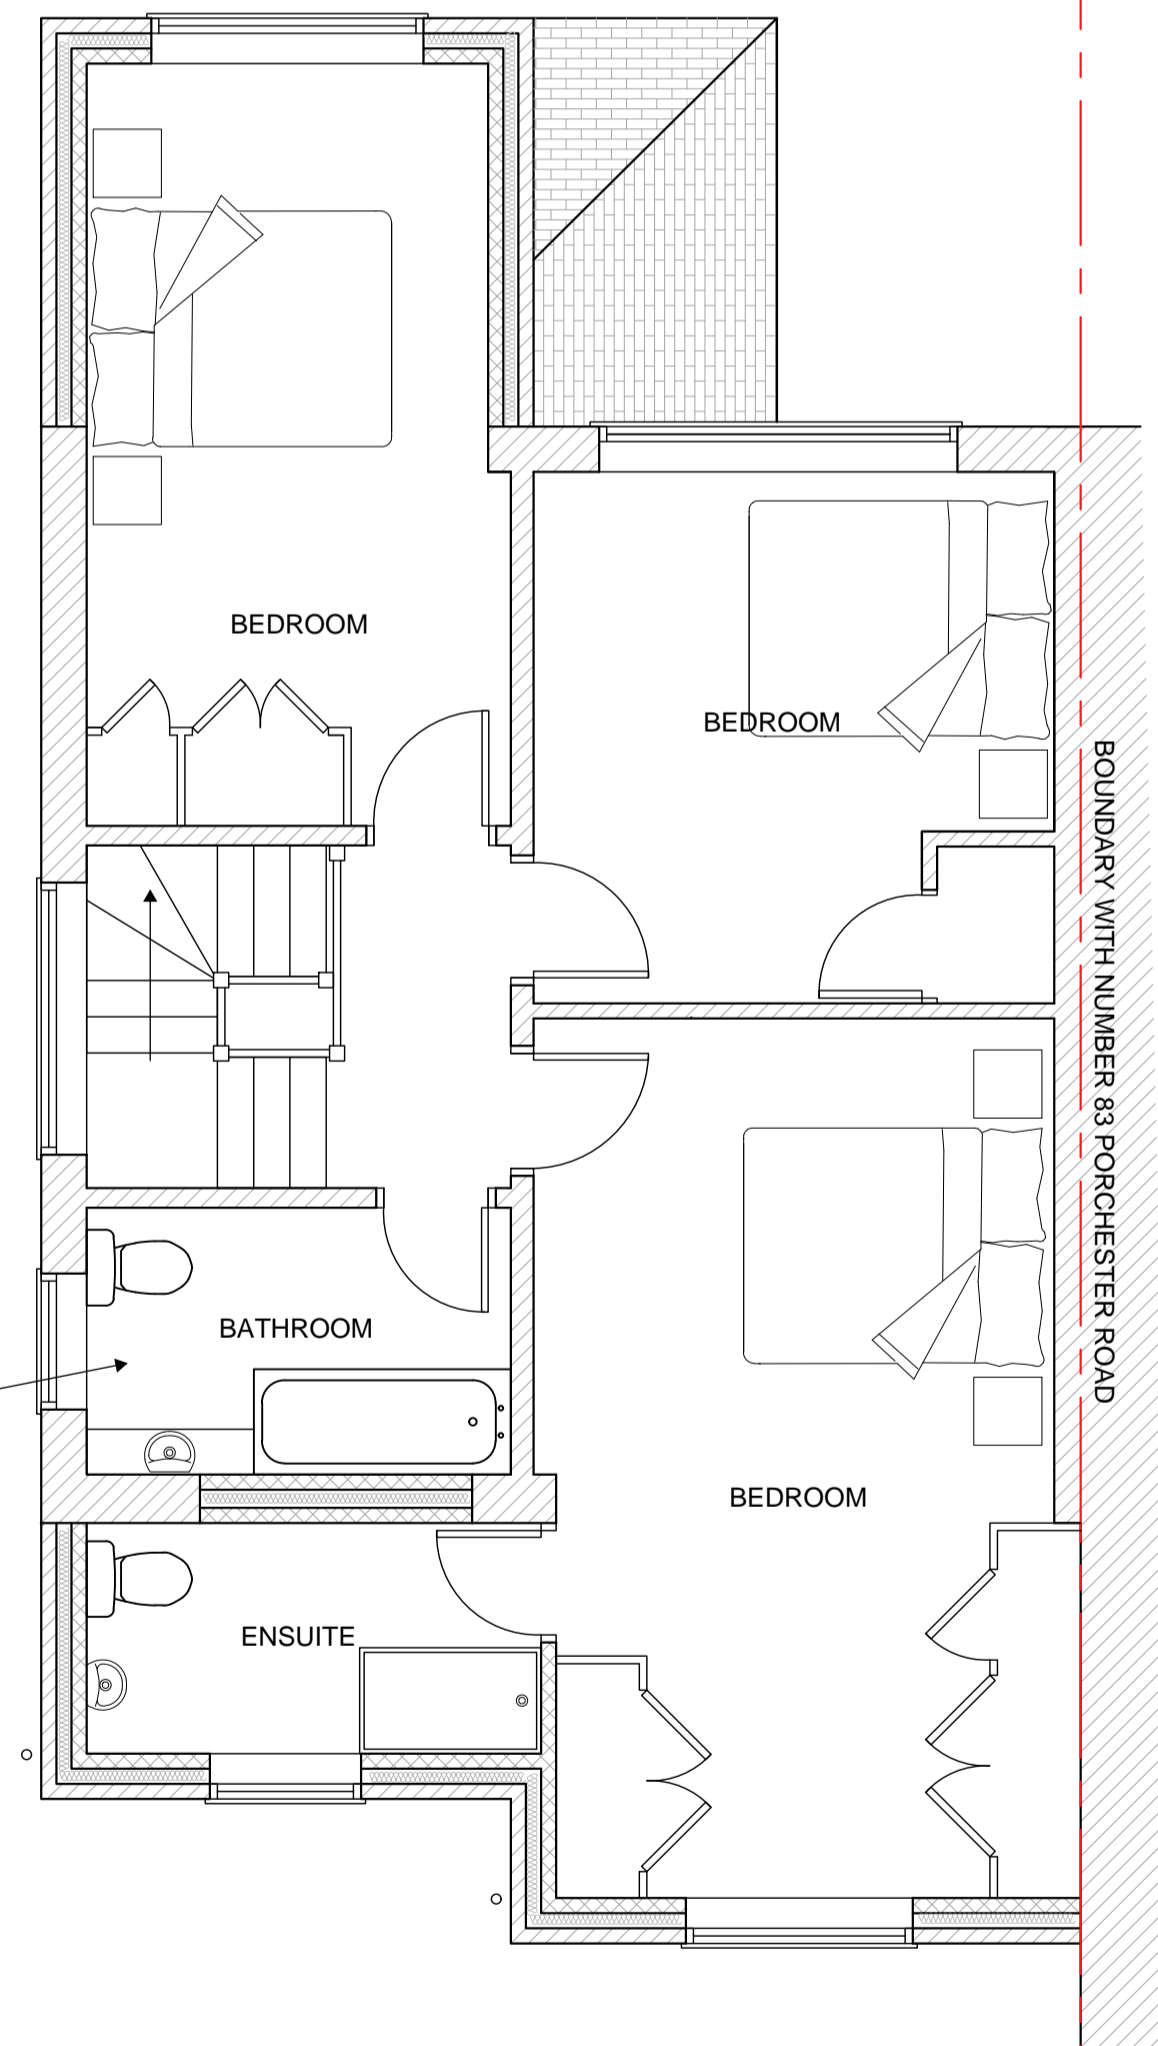 BEDROOM
BEDROOM
BOUNDARY WITH NUMBER 83 PORCHESTER ROAD
BATHROOM
BEDROOM
ENSUITE